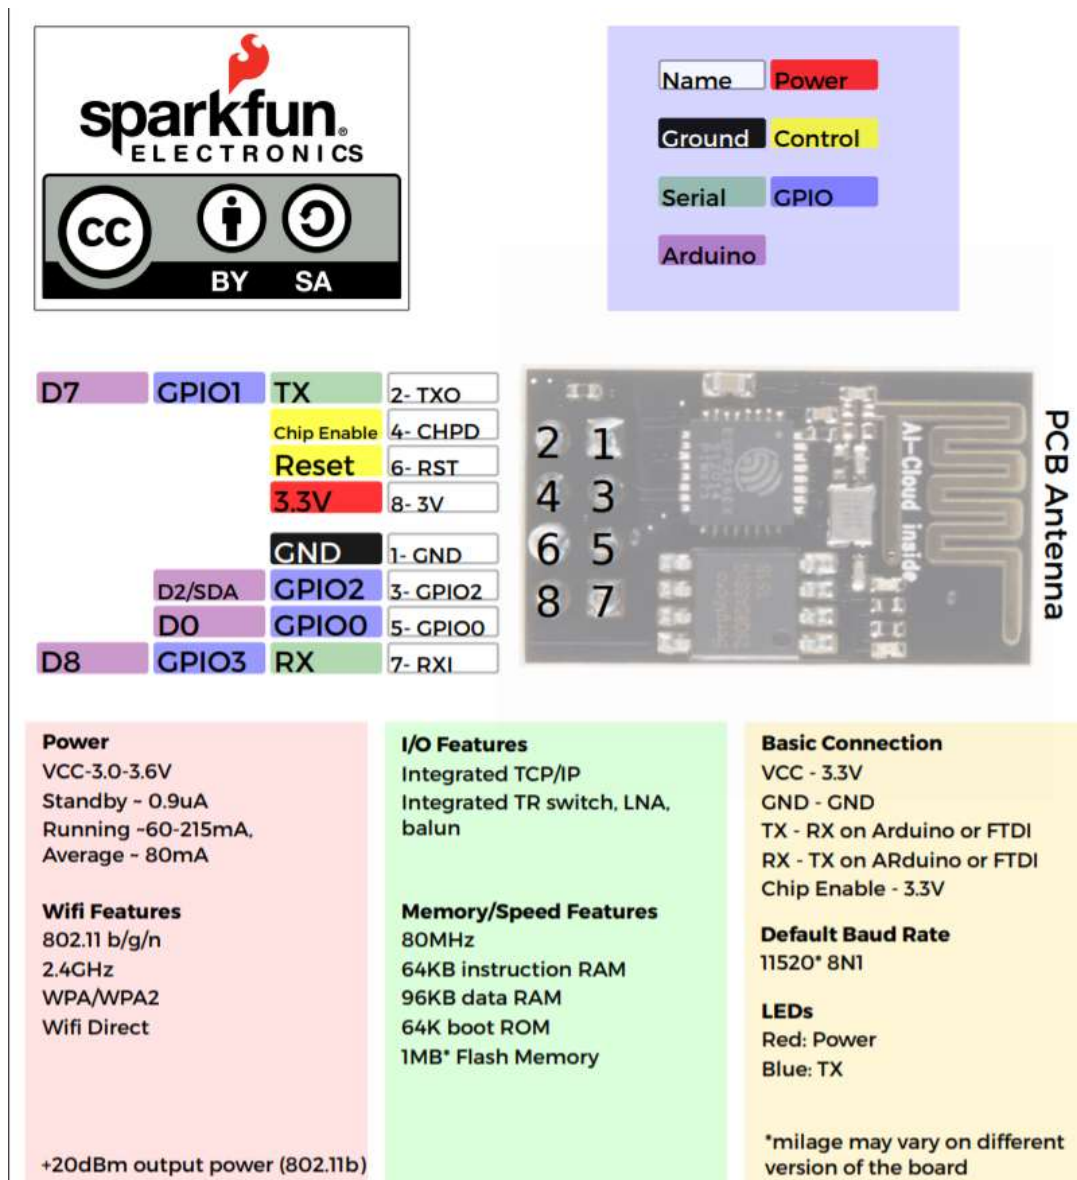 sparkfun®
ELECTRONICS
cc
BY SA
Name Power
Ground Control
Serial GPIO
Arduino
D7 GPIO1 TX 2- TXO
Chip Enable 4- CHPD
Reset 6- RST
3.3V 8- 3V
GND 1- GND
D2/SDA GPIO2 3- GPIO2
D0 GPIO0 5- GPIO0
D8 GPIO3 RX 7- RXI
2 1
4 3
6 5
8 7
AI-Cloud inside
PCB Antenna
Power
VCC-3.0-3.6V
Standby ~ 0.9uA
Running ~60-215mA,
Average ~ 80mA
Wifi Features
802.11 b/g/n
2.4GHz
WPA/WPA2
Wifi Direct
+20dBm output power (802.11b)
I/O Features
Integrated TCP/IP
Integrated TR switch, LNA,
balun
Memory/Speed Features
80MHz
64KB instruction RAM
96KB data RAM
64K boot ROM
1MB* Flash Memory
Basic Connection
VCC - 3.3V
GND - GND
TX - RX on Arduino or FTDI
RX - TX on ARduino or FTDI
Chip Enable - 3.3V
Default Baud Rate
11520* 8N1
LEDs
Red: Power
Blue: TX
*milage may vary on different
version of the board